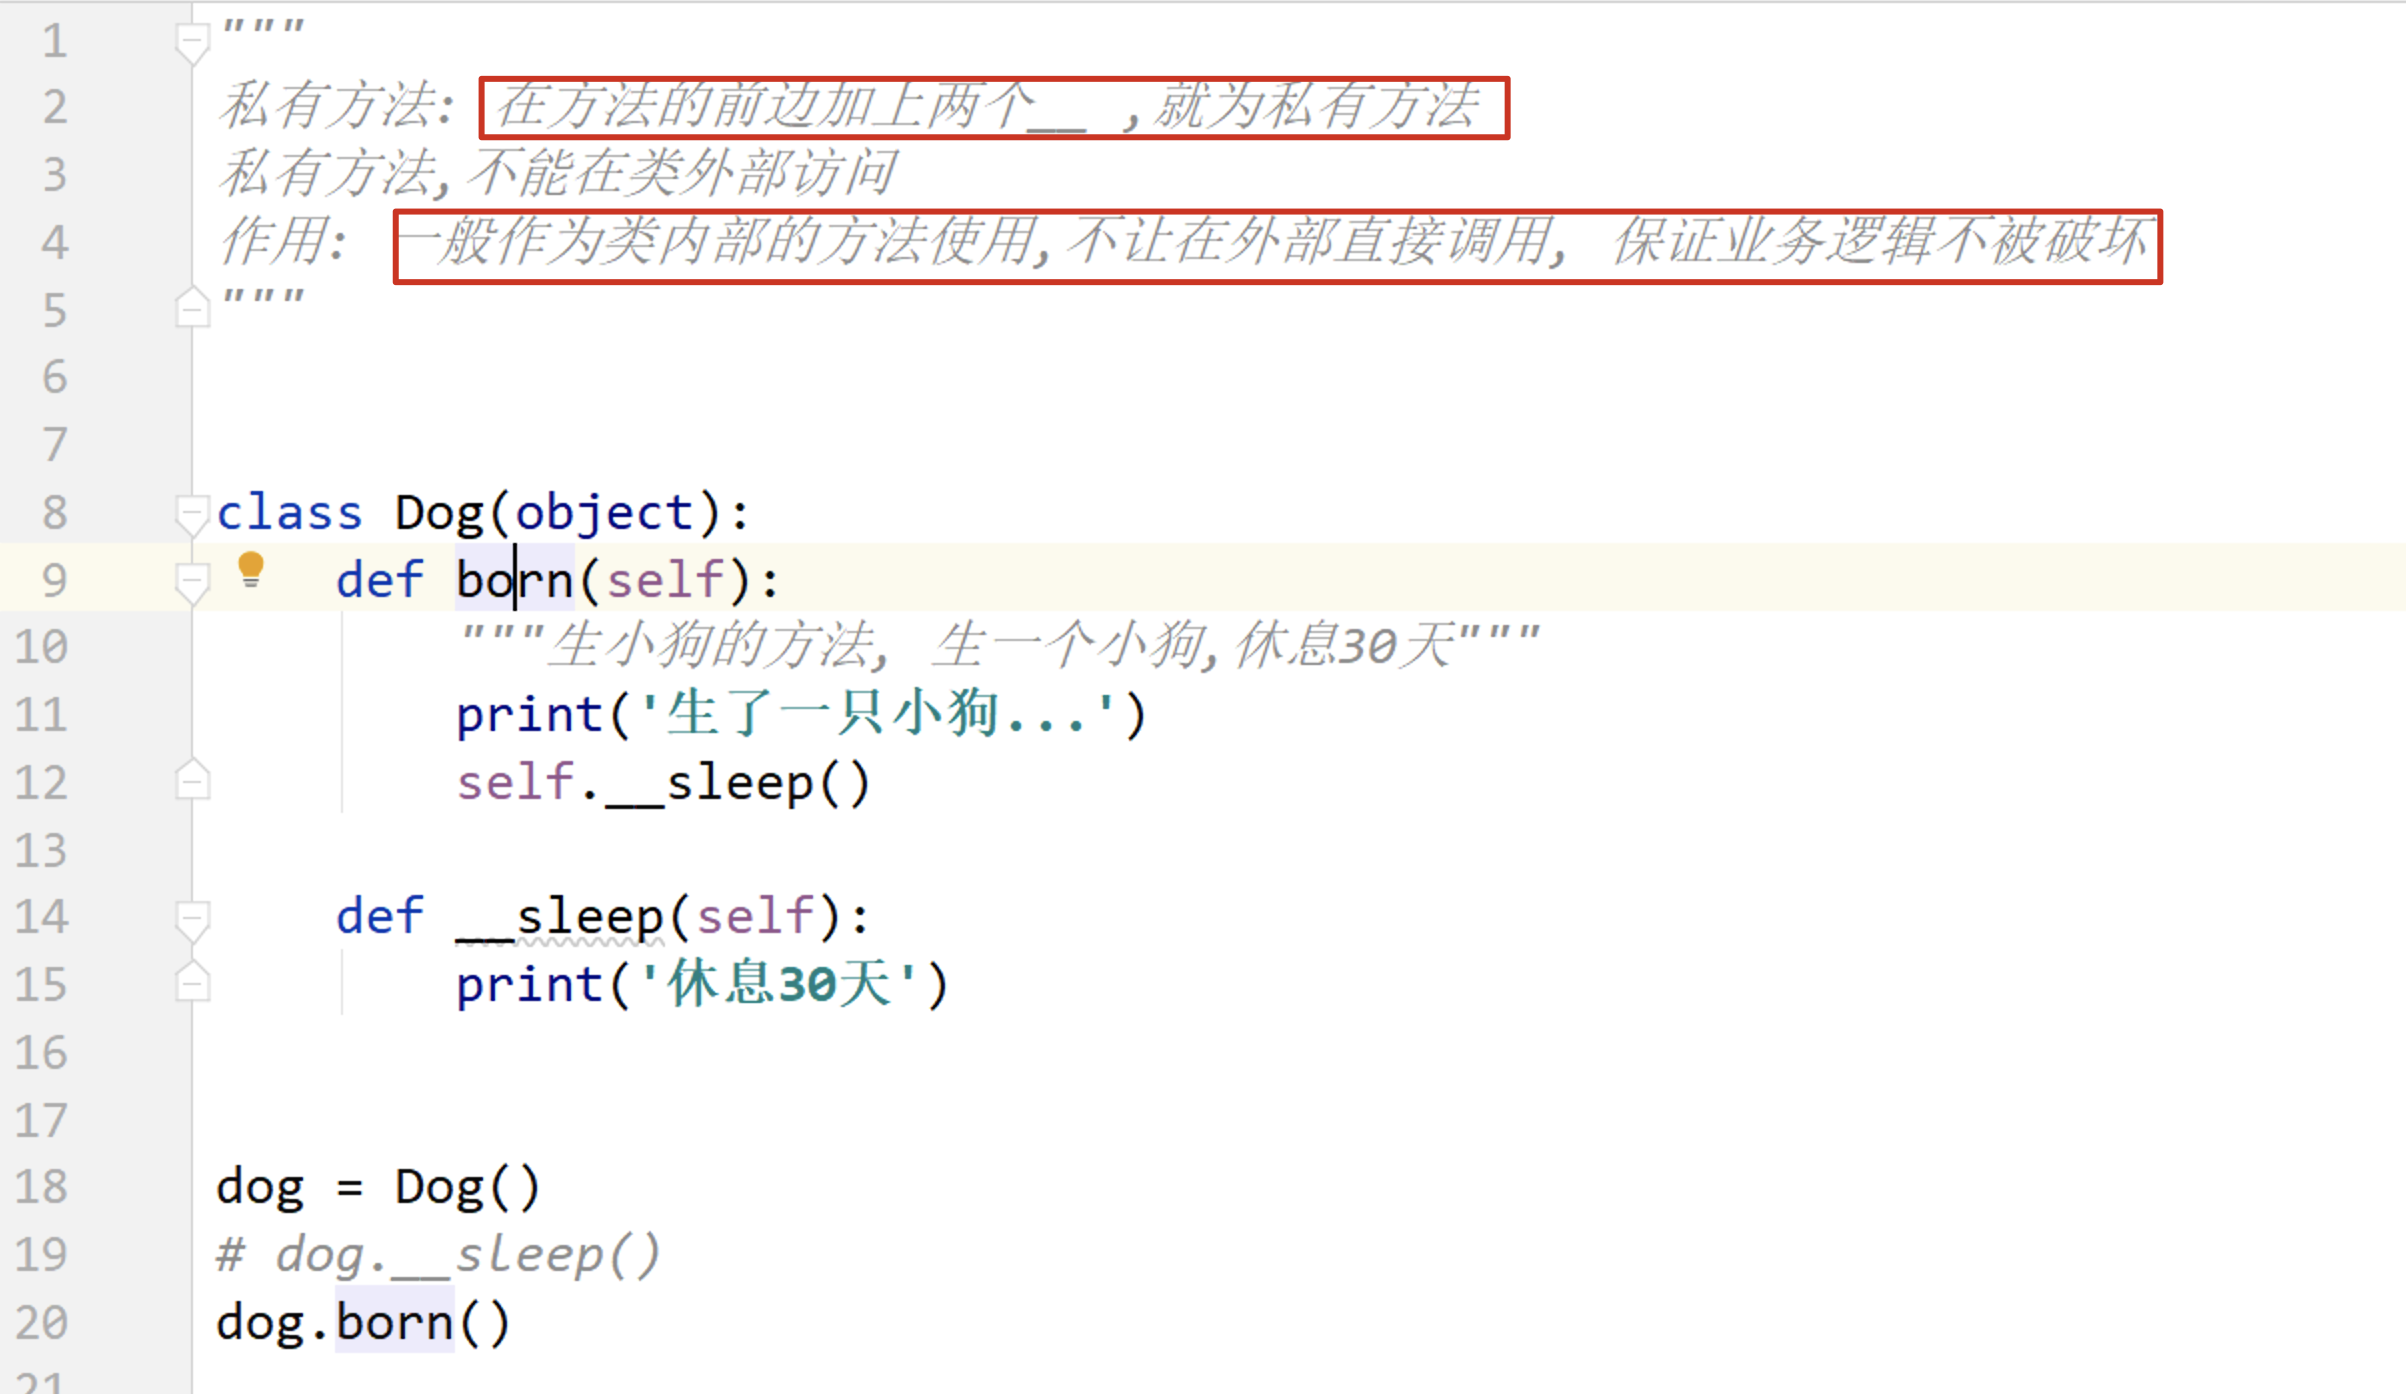 1 """
2 私有方法: 在方法的前边加上两个__ ,就为私有方法
3 私有方法,不能在类外部访问
4 作用: 一般作为类内部的方法使用,不让在外部直接调用, 保证业务逻辑不被破坏
5 """
6
7
8 class Dog(object):
9     def born(self):
10         """生小狗的方法, 生一个小狗,休息30天"""
11         print('生了一只小狗...')
12         self.__sleep()
13
14     def __sleep(self):
15         print('休息30天')
16
17
18 dog = Dog()
19 # dog.__sleep()
20 dog.born()
21